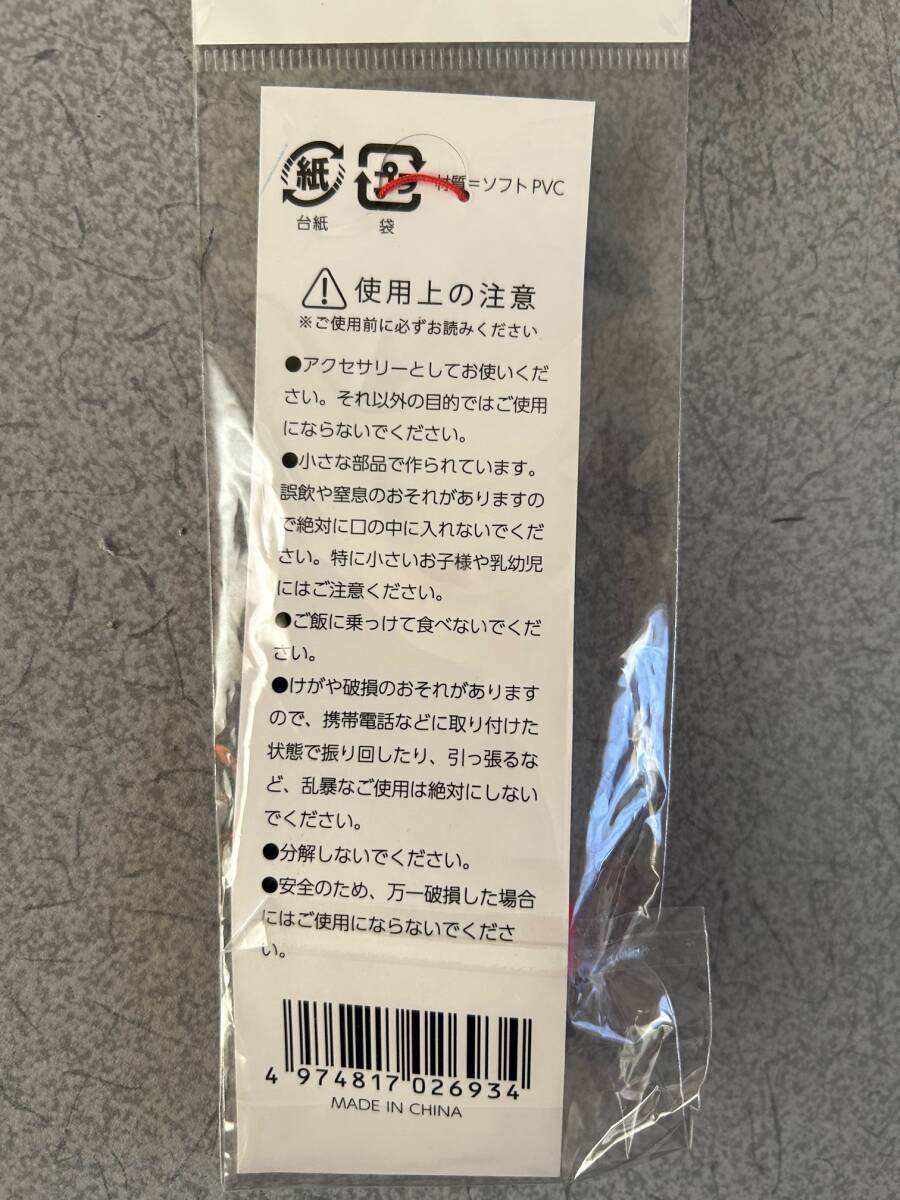 紙
プラ
材質=ソフトPVC
台紙
袋
使用上の注意
※ご使用前に必ずお読みください
●アクセサリーとしてお使いくだ
さい。それ以外の目的ではご使用
にならないでください。
●小さな部品で作られています。
誤飲や窒息のおそれがありますの
で絶対に口の中に入れないでくだ
さい。特に小さいお子様や乳幼児
にはご注意ください。
●ご飯に乗っけて食べないでくだ
さい。
●けがや破損のおそれがあります
ので、携帯電話などに取り付けた
状態で振り回したり、引っ張るな
ど、乱暴なご使用は絶対にしない
でください。
●分解しないでください。
●安全のため、万一破損した場合
にはご使用にならないでくださ
い。
4 974817 026934
MADE IN CHINA